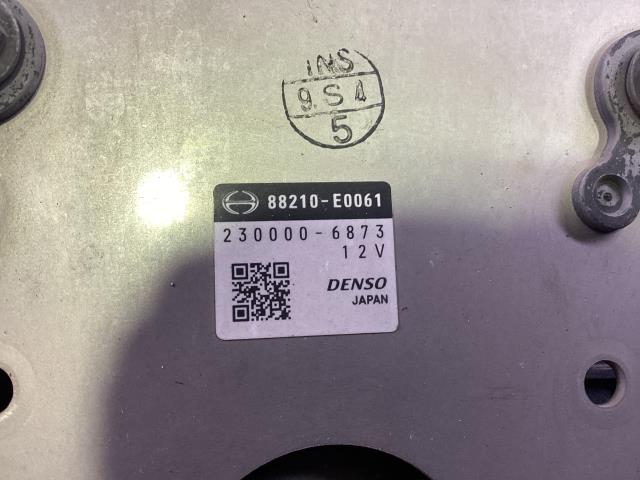 INS
9.S 4
5
88210-E0061
230000-6873
12V
DENSO
JAPAN